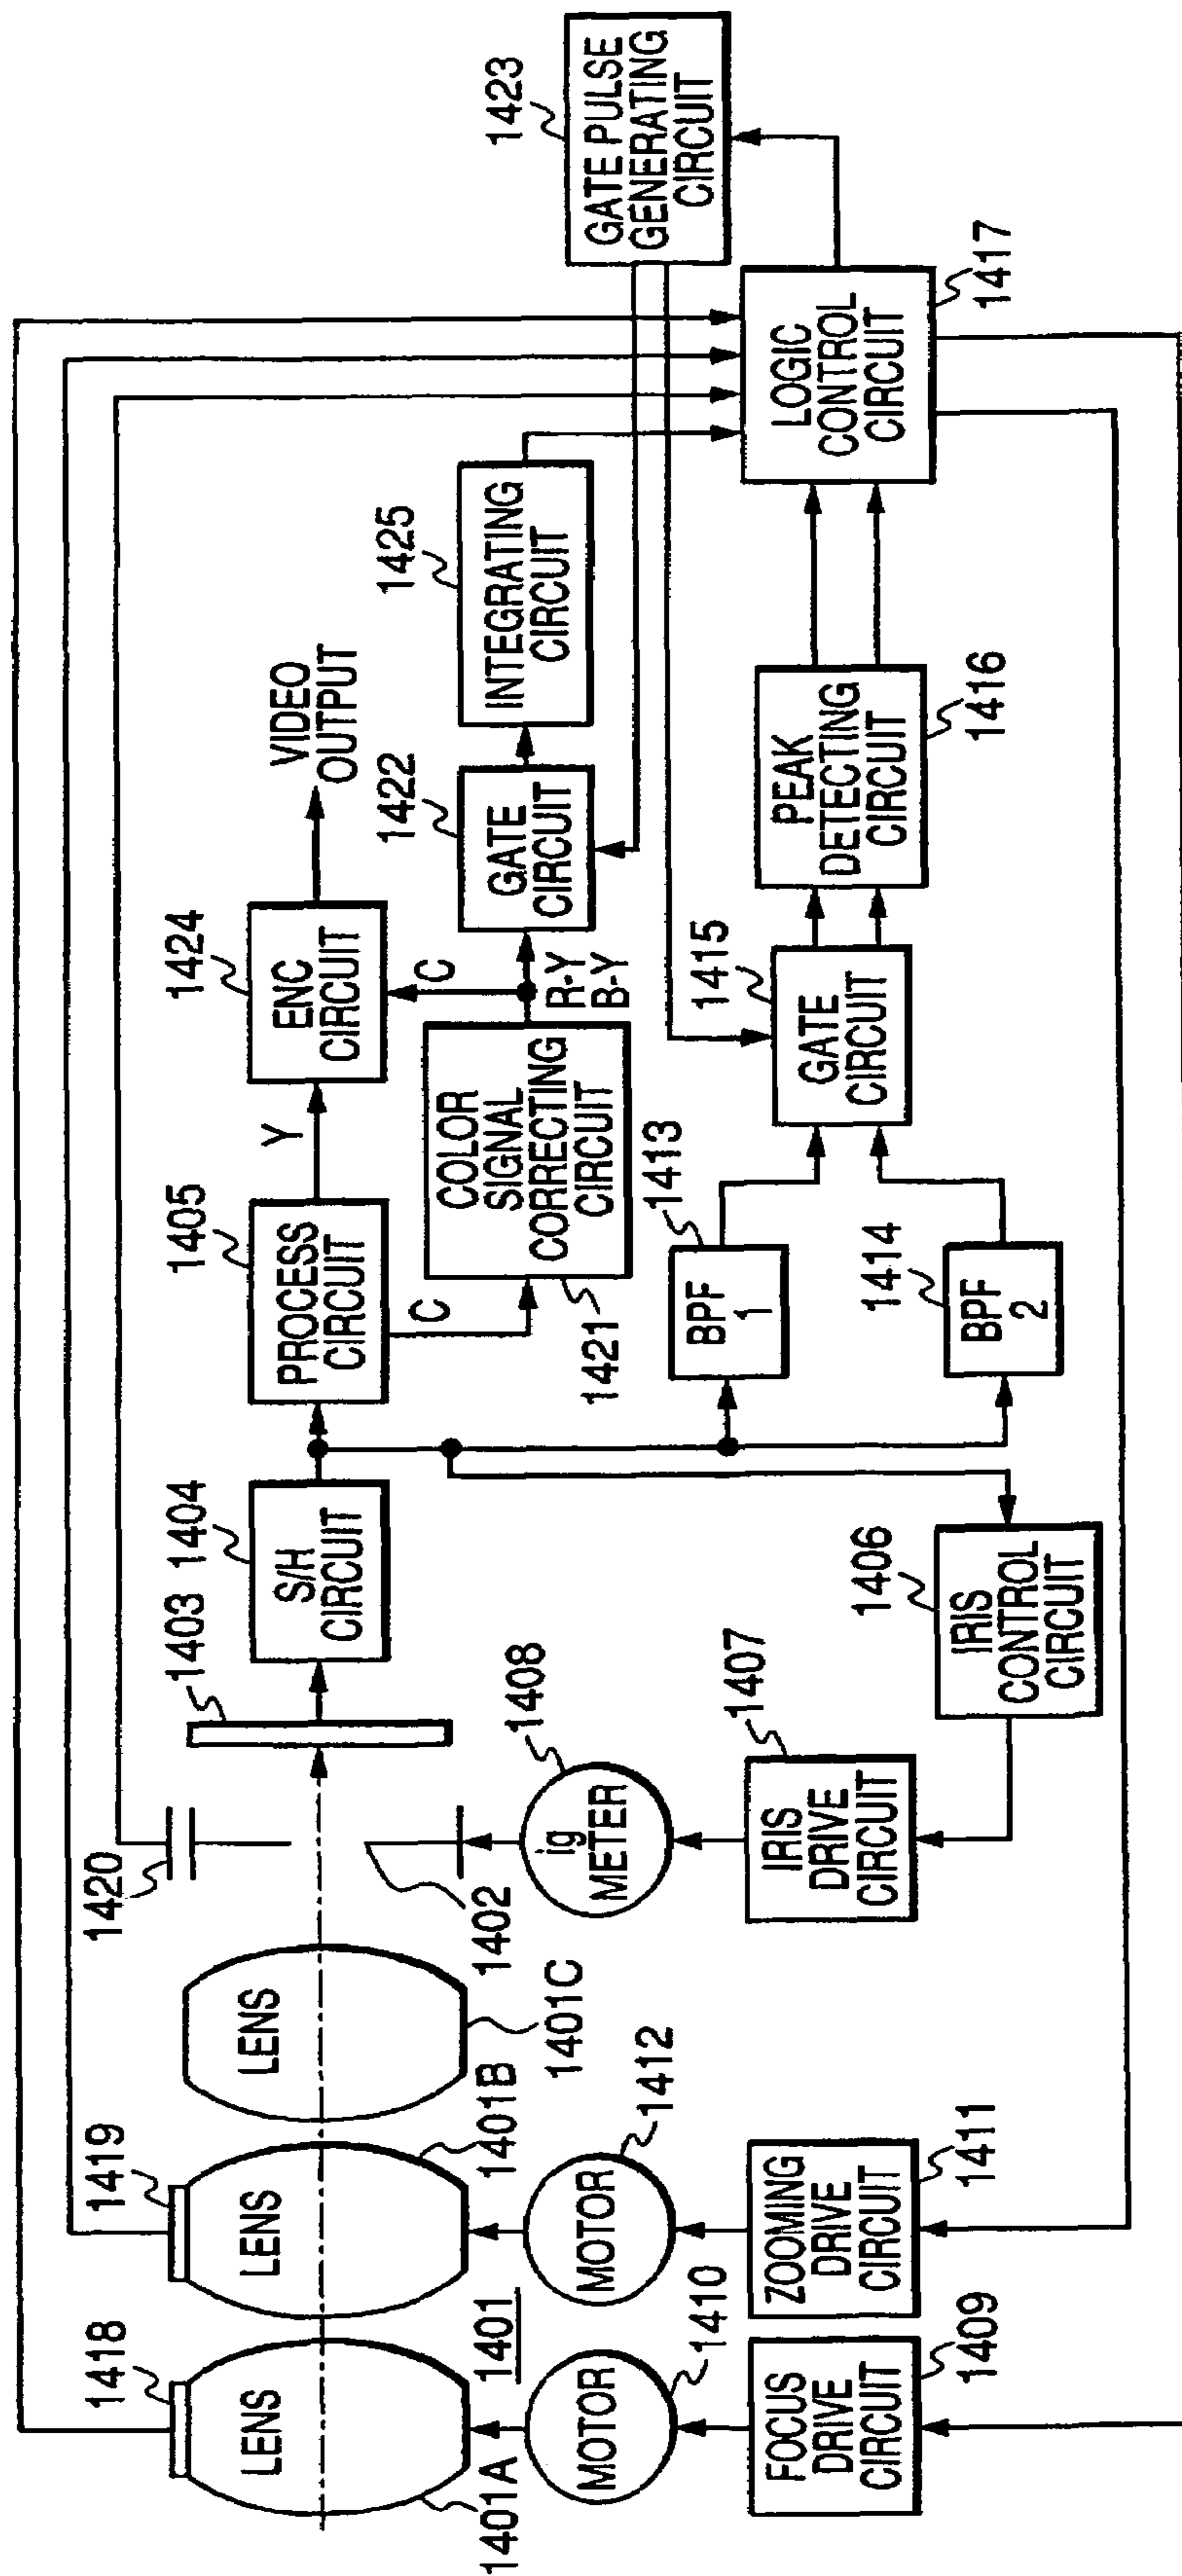 1418
1419
1420
1403
1404
1405
1424
1422
1425
1423
LENS
LENS
LENS
S/H
CIRCUIT
PROCESS
CIRCUIT
Y
ENC
CIRCUIT
VIDEO
OUTPUT
C
C
COLOR
SIGNAL
CORRECTING
CIRCUIT
1421
R-Y
B-Y
GATE
CIRCUIT
INTEGRATING
CIRCUIT
GATE PULSE
GENERATING
CIRCUIT
1401A
1401
1401B
1401C
1402
MOTOR
1410
MOTOR
1412
ig
METER
1408
BPF
1
1413
BPF
2
1414
GATE
CIRCUIT
1415
PEAK
DETECTING
CIRCUIT
1416
LOGIC
CONTROL
CIRCUIT
1417
FOCUS
DRIVE
CIRCUIT
1409
ZOOMING
DRIVE
CIRCUIT
1411
IRIS
DRIVE
CIRCUIT
1407
IRIS
CONTROL
CIRCUIT
1406